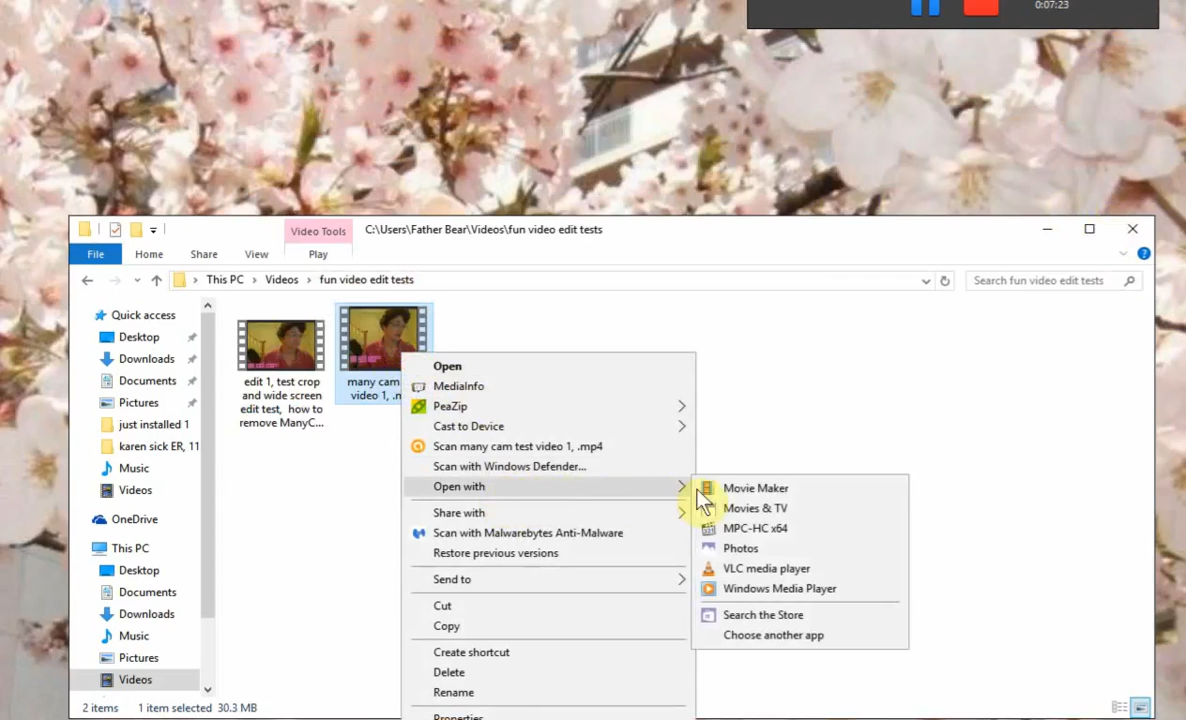 0:07:23
Video Tools
C:\Users\Father Bear\Videos\fun video edit tests
File
Home
Share
View
Play
This PC
Videos
fun video edit tests
Search fun video edit tests
Quick access
Desktop
Downloads
Documents
Pictures
just installed 1
karen sick ER, 11
Music
Videos
OneDrive
This PC
Desktop
Documents
Downloads
Music
Pictures
Videos
edit 1, test crop
and wide screen
edit test, how to
remove ManyC...
many cam
video 1, .m
Open
MediaInfo
PeaZip
Cast to Device
Scan many cam test video 1, .mp4
Scan with Windows Defender...
Open with
Share with
Scan with Malwarebytes Anti-Malware
Restore previous versions
Send to
Cut
Copy
Create shortcut
Delete
Rename
Properties
Movie Maker
Movies & TV
MPC-HC x64
Photos
VLC media player
Windows Media Player
Search the Store
Choose another app
2 items
1 item selected 30.3 MB